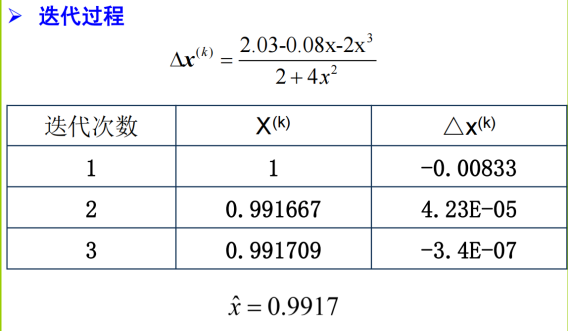 ➢ 迭代过程
Δx^(k) = (2.03-0.08x-2x^3)/(2+4x^2)
迭代次数 X^(k) △x^(k)
1 1 -0.00833
2 0.991667 4.23E-05
3 0.991709 -3.4E-07
x̂ = 0.9917